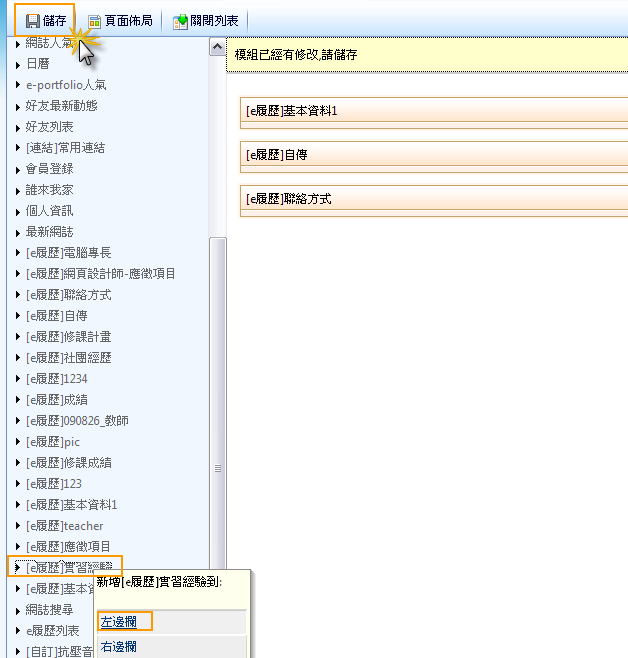 儲存 頁面佈局 關閉列表
網誌人氣
日曆
e-portfolio人氣
好友最新動態
好友列表
[連結]常用連結
會員登錄
誰來我家
個人資訊
最新網誌
[e履歷]電腦專長
[e履歷]網頁設計師-應徵項目
[e履歷]聯絡方式
[e履歷]自傳
[e履歷]修課計畫
[e履歷]社團經歷
[e履歷]1234
[e履歷]成績
[e履歷]090826_教師
[e履歷]pic
[e履歷]修課成績
[e履歷]123
[e履歷]基本資料1
[e履歷]teacher
[e履歷]應徵項目
[e履歷]實習經驗
[e履歷]基本
網誌搜尋
e履歷列表
[自訂]抗壓音
新增[e履歷]實習經驗到:
左邊欄
右邊欄
模組已經有修改,請儲存
[e履歷]基本資料1
[e履歷]自傳
[e履歷]聯絡方式